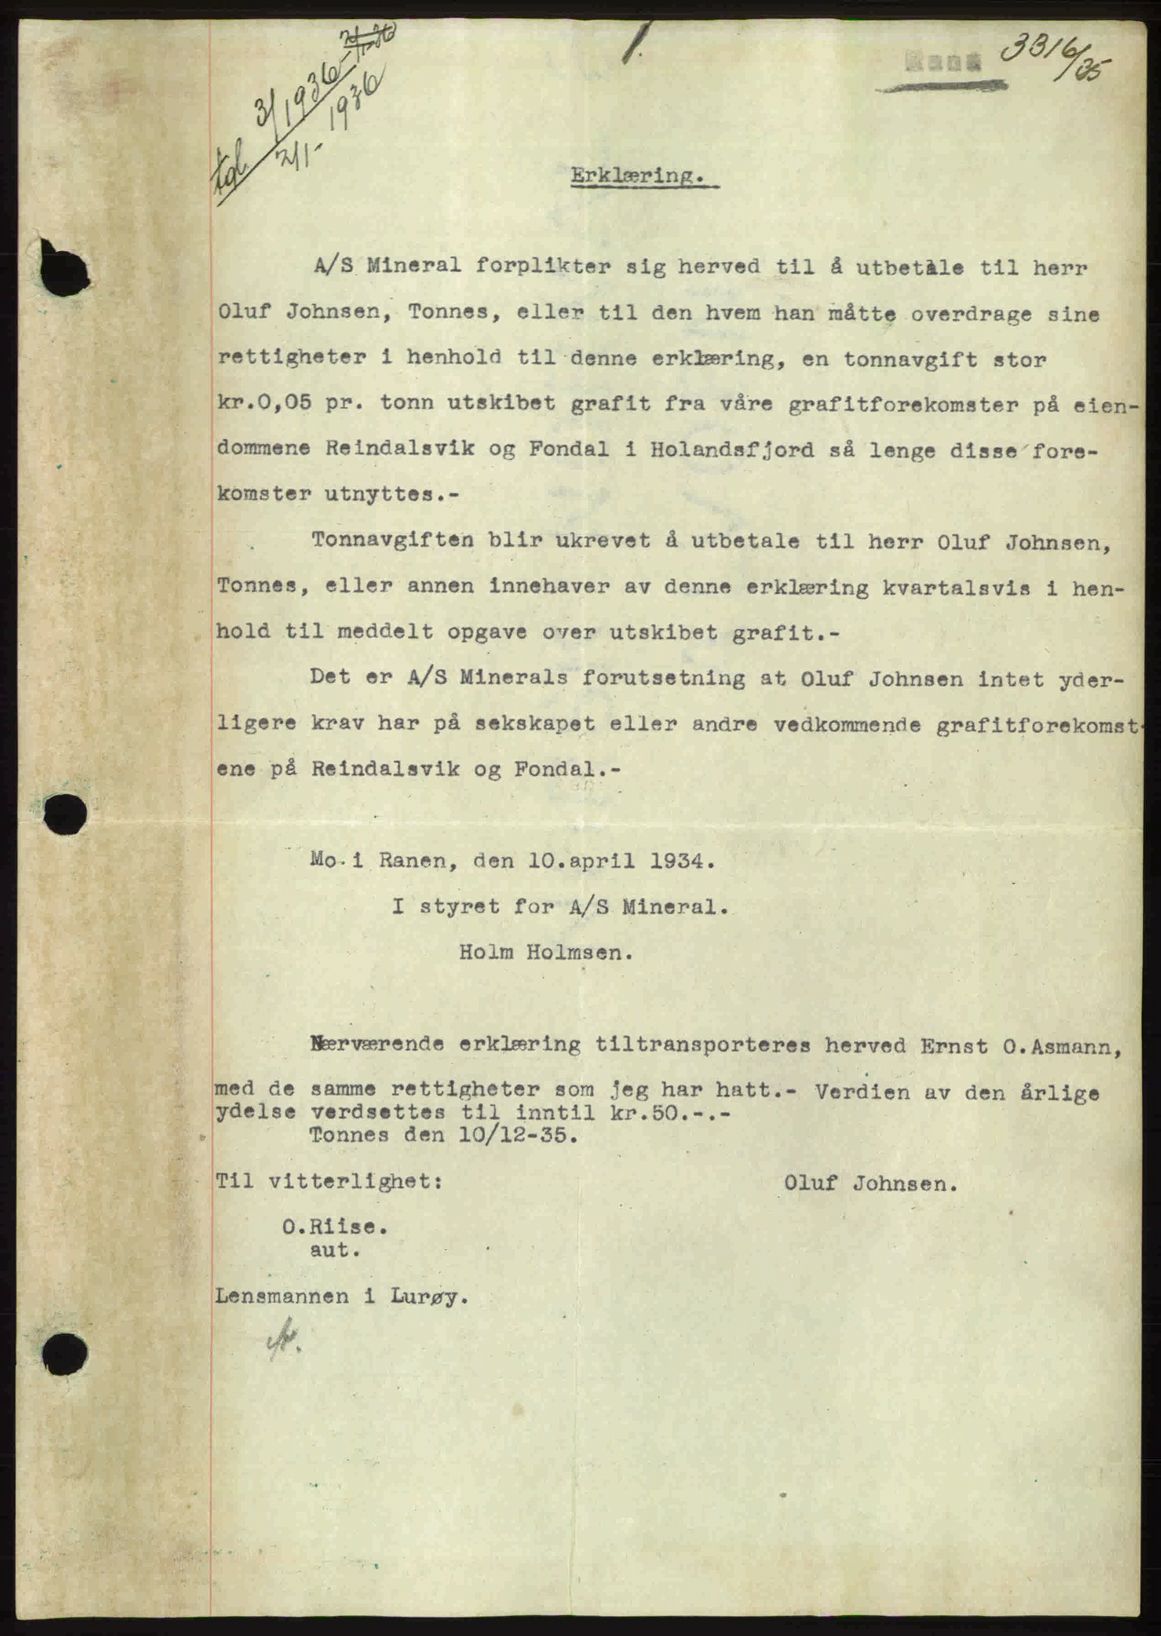 1.
Rana 3316/35
tgl. 3/1936
2/1-1936
Erklæring.
A/S Mineral forplikter sig herved til å utbetale til herr
Oluf Johnsen, Tonnes, eller til den hvem han måtte overdrage sine
rettigheter i henhold til denne erklæring, en tonnavgift stor
kr.0,05 pr. tonn utskibet grafit fra våre grafitforekomster på eien-
dommene Reindalsvik og Fondal i Holandsfjord så lenge disse fore-
komster utnyttes.-
Tonnavgiften blir ukrevet å utbetale til herr Oluf Johnsen,
Tonnes, eller annen innehaver av denne erklæring kvartalsvis i hen-
hold til meddelt opgave over utskibet grafit.-
Det er A/S Minerals forutsetning at Oluf Johnsen intet yder-
ligere krav har på sekskapet eller andre vedkommende grafitforekomst-
ene på Reindalsvik og Fondal.-
Mo i Ranen, den 10.april 1934.
I styret for A/S Mineral.
Holm Holmsen.
Nærværende erklæring tiltransporteres herved Ernst O.Asmann,
med de samme rettigheter som jeg har hatt.- Verdien av den årlige
ydelse verdsettes til inntil kr.50.-.-
Tonnes den 10/12-35.
Til vitterlighet: Oluf Johnsen.
O.Riise.
aut.
Lensmannen i Lurøy.